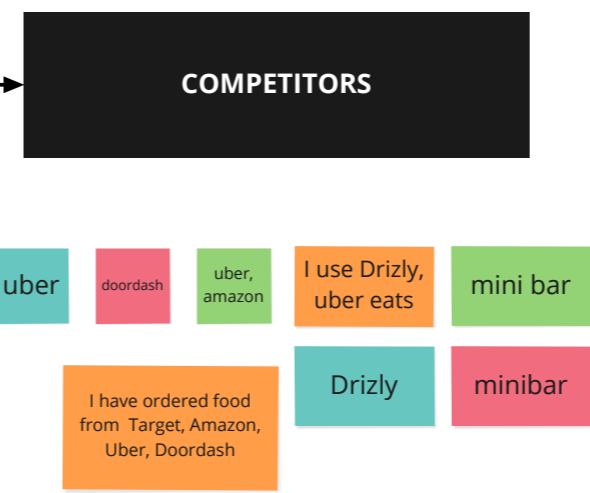 COMPETITORS
uber
doordash
uber,
amazon
I use Drizly,
uber eats
mini bar
I have ordered food
from Target, Amazon,
Uber, Doordash
Drizly
minibar